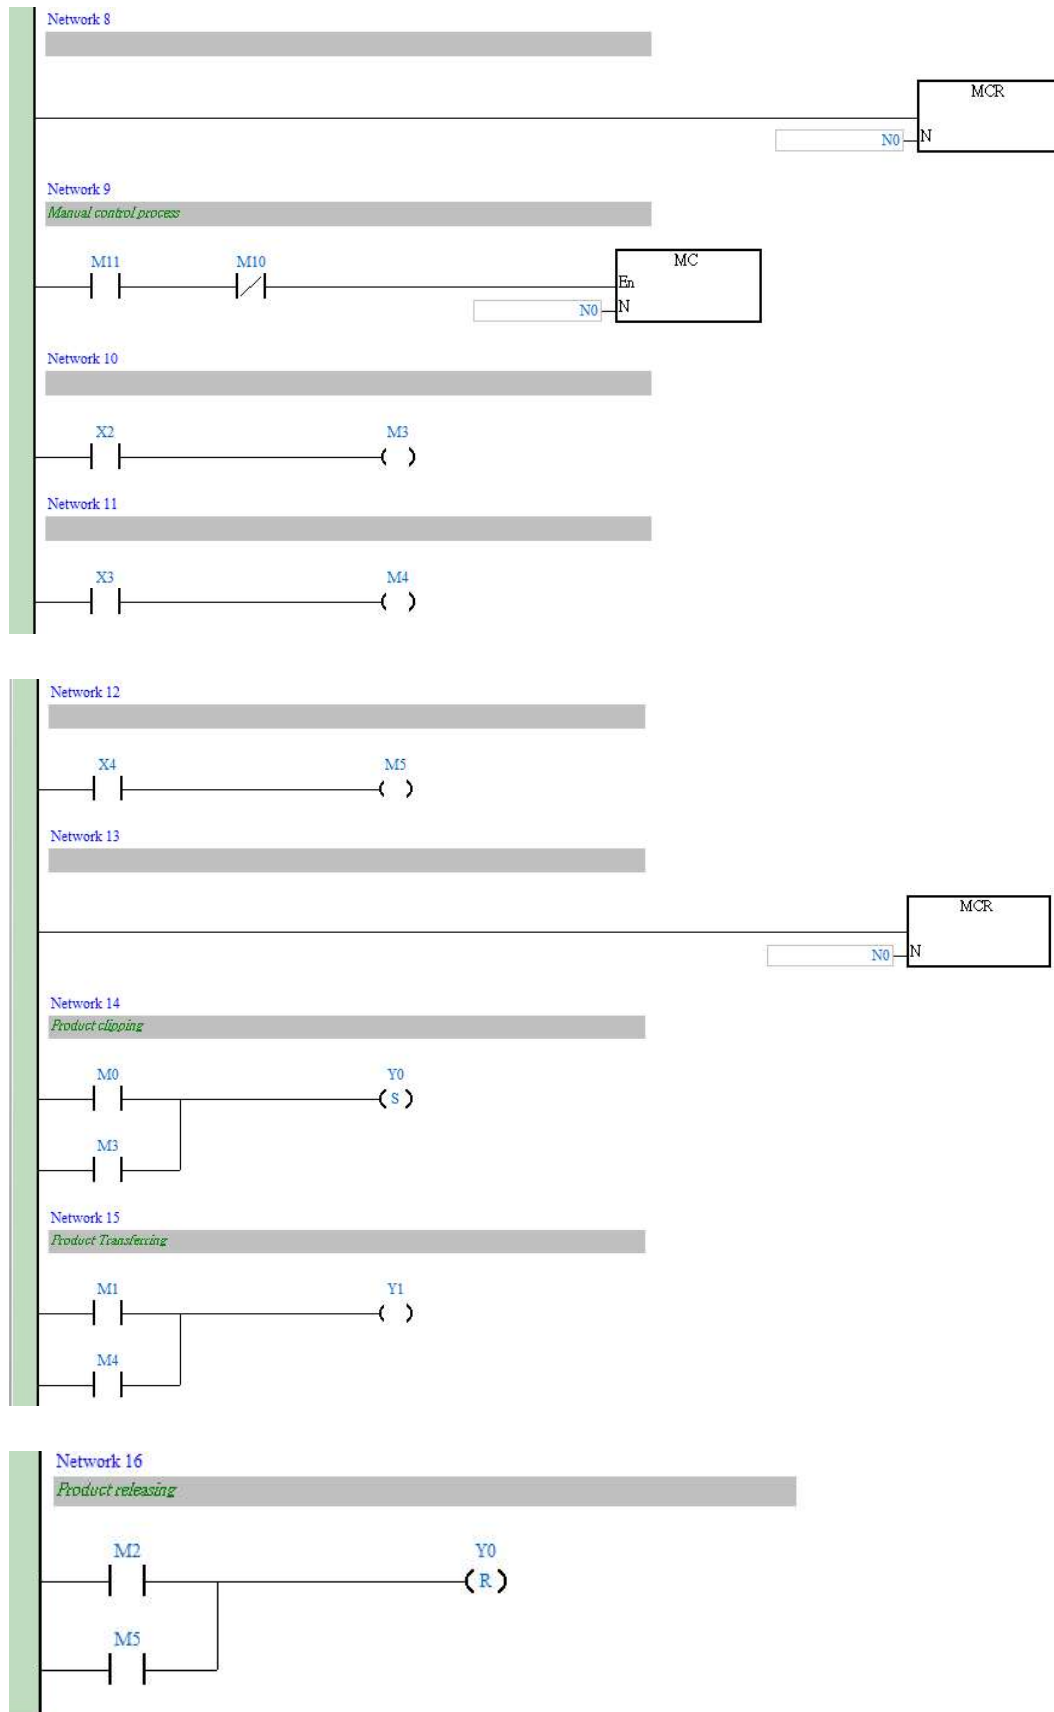 Network 8
MCR
N0 N
Network 9
Manual control process
M11 M10 MC
En
N0 N
Network 10
X2 M3
Network 11
X3 M4
Network 12
X4 M5
Network 13
MCR
N0 N
Network 14
Product clipping
M0 Y0
S
M3
Network 15
Product Transferring
M1 Y1
M4
Network 16
Product releasing
M2 Y0
R
M5